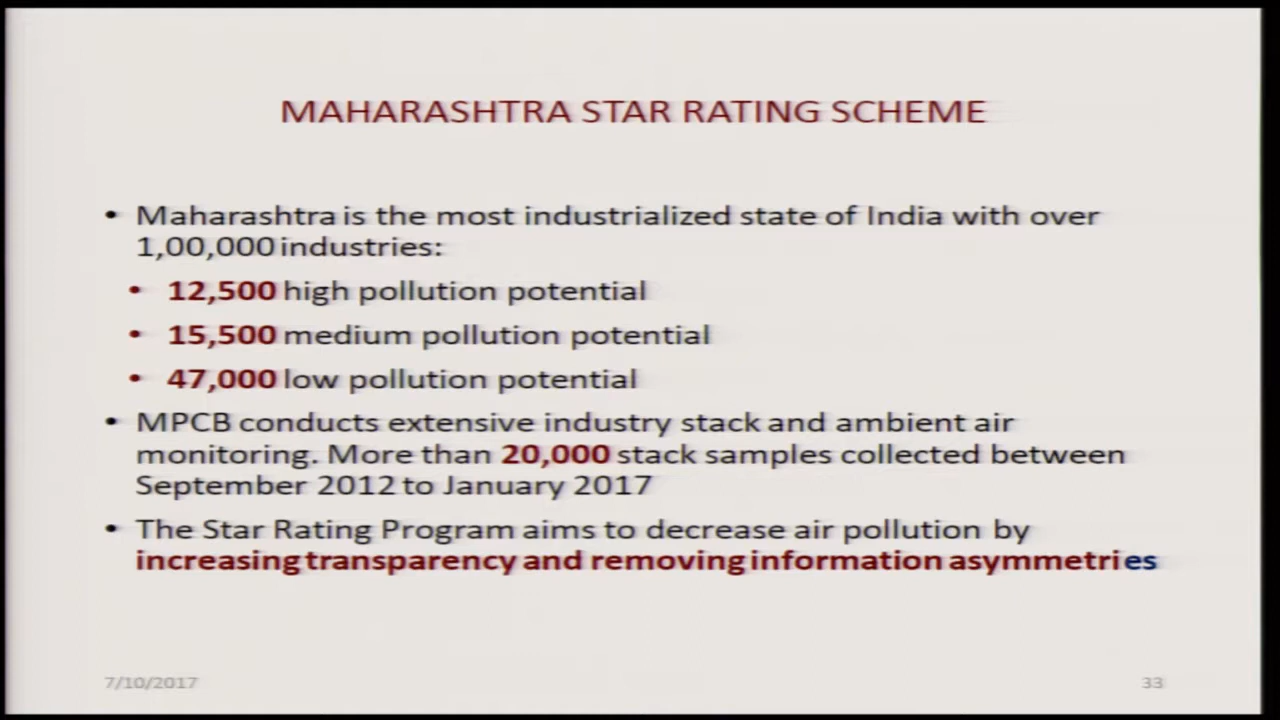 MAHARASHTRA STAR RATING SCHEME
• Maharashtra is the most industrialized state of India with over
1,00,000 industries:
• 12,500 high pollution potential
• 15,500 medium pollution potential
• 47,000 low pollution potential
• MPCB conducts extensive industry stack and ambient air
monitoring. More than 20,000 stack samples collected between
September 2012 to January 2017
• The Star Rating Program aims to decrease air pollution by
increasing transparency and removing information asymmetries
7/10/2017
33